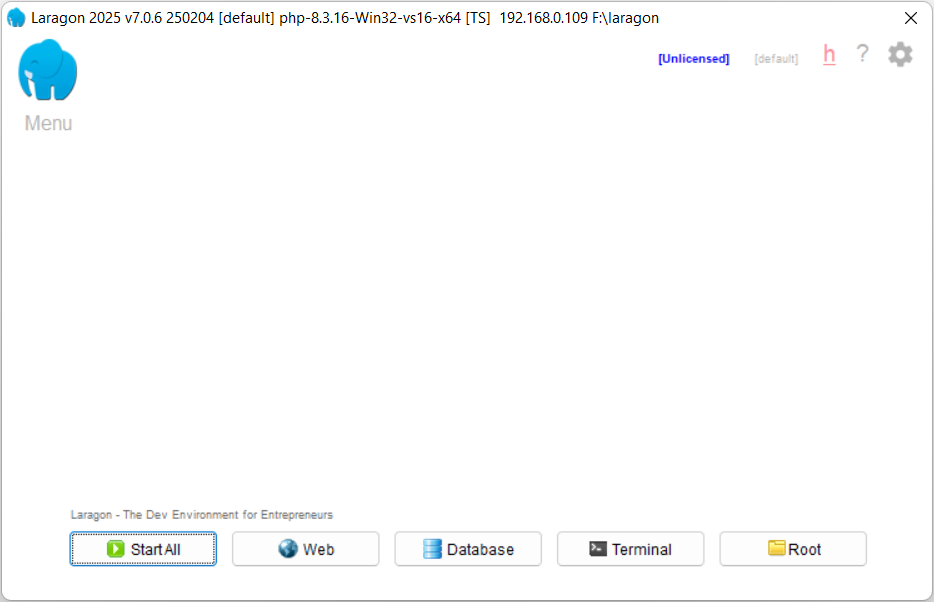 Laragon 2025 v7.0.6 250204 [default] php-8.3.16-Win32-vs16-x64 [TS]  192.168.0.109 F:\laragon
[Unlicensed] [default] h ?
Menu
Laragon - The Dev Environment for Entrepreneurs
Start All Web Database Terminal Root